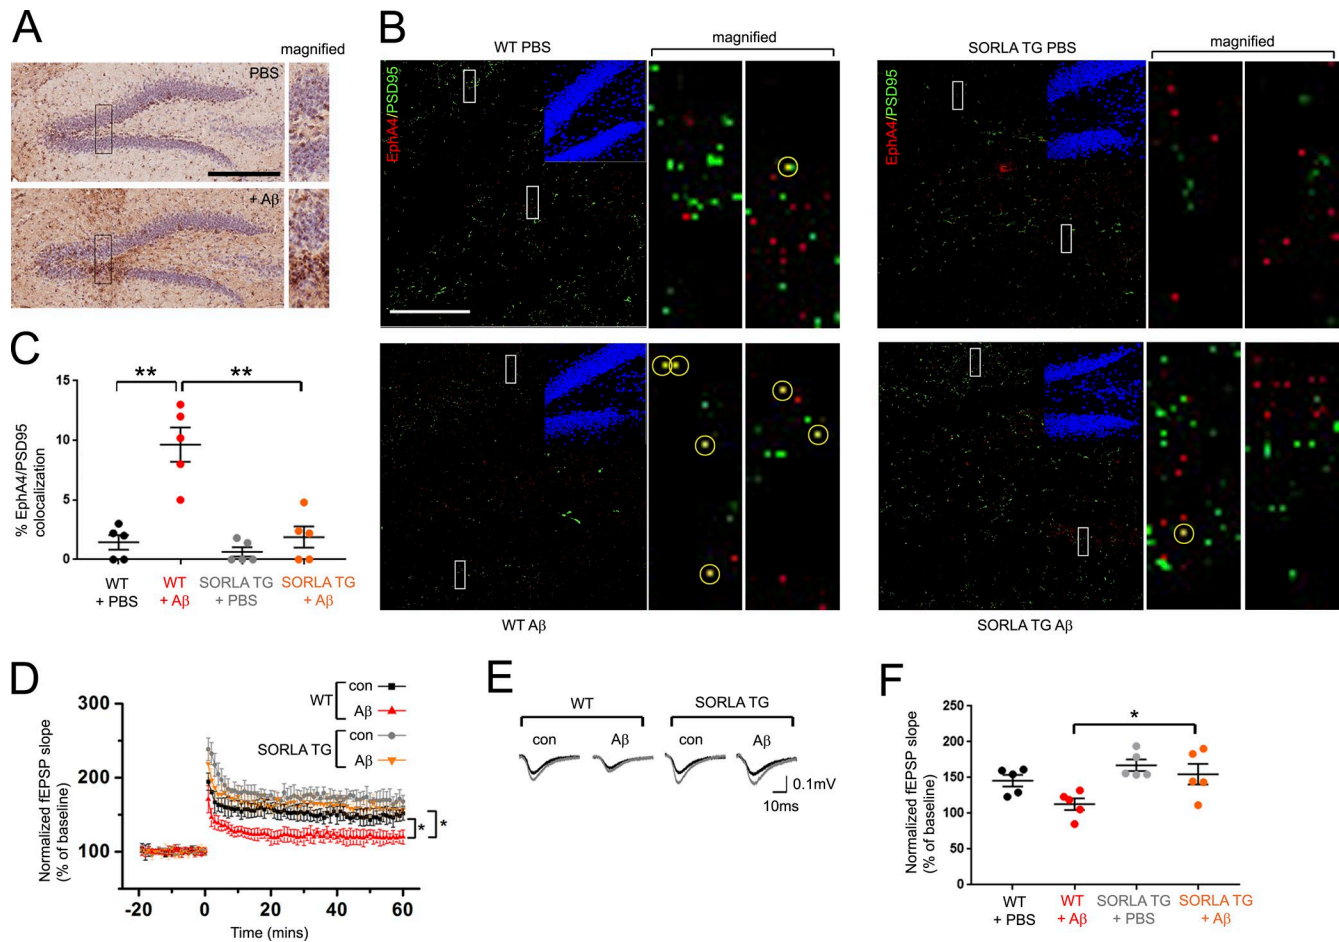 A
magnified
PBS
+ Aβ
B
WT PBS
magnified
EphA4/PSD95
SORLA TG PBS
magnified
EphA4/PSD95
WT Aβ
SORLA TG Aβ
C
% EphA4/PSD95
colocalization
15
10
5
0
**
**
WT
+ PBS
WT
+ Aβ
SORLA TG
+ PBS
SORLA TG
+ Aβ
D
Normalized fEPSP slope
(% of baseline)
300
200
100
-20
0
20
40
60
Time (mins)
WT
con
Aβ
SORLA TG
con
Aβ
*
*
E
WT
SORLA TG
con
Aβ
con
Aβ
0.1mV
10ms
F
Normalized fEPSP slope
(% of baseline)
250
200
150
100
50
0
*
WT
+ PBS
WT
+ Aβ
SORLA TG
+ PBS
SORLA TG
+ Aβ